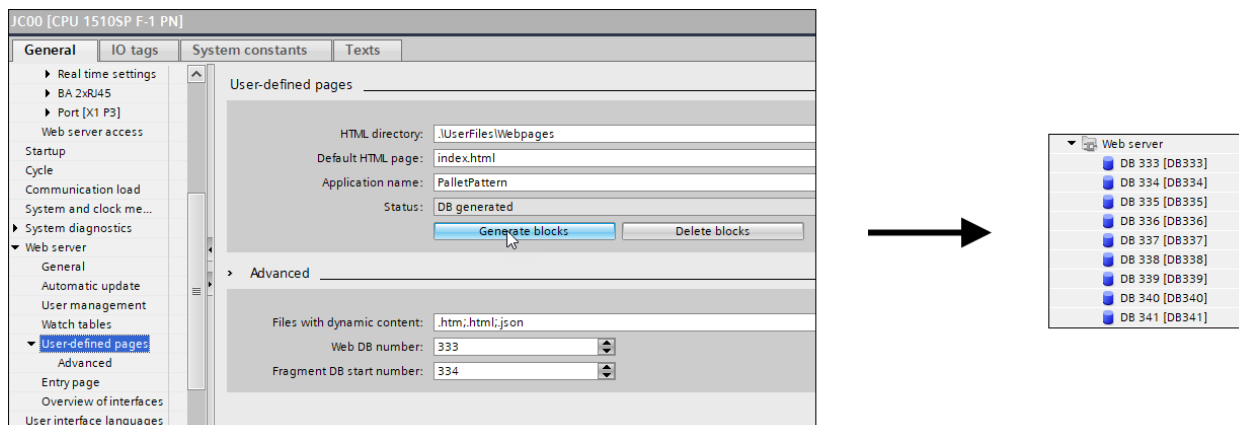 JC00 [CPU 1510SP F-1 PN]
General IO tags System constants Texts
Real time settings
BA 2xRJ45
Port [X1 P3]
Web server access
Startup
Cycle
Communication load
System and clock me...
System diagnostics
Web server
General
Automatic update
User management
Watch tables
User-defined pages
Advanced
Entry page
Overview of interfaces
User interface languages
User-defined pages
HTML directory: .\UserFiles\Webpages
Default HTML page: index.html
Application name: PalletPattern
Status: DB generated
Generate blocks Delete blocks
Advanced
Files with dynamic content: .htm;.html;.json
Web DB number: 333
Fragment DB start number: 334
Web server
DB 333 [DB333]
DB 334 [DB334]
DB 335 [DB335]
DB 336 [DB336]
DB 337 [DB337]
DB 338 [DB338]
DB 339 [DB339]
DB 340 [DB340]
DB 341 [DB341]